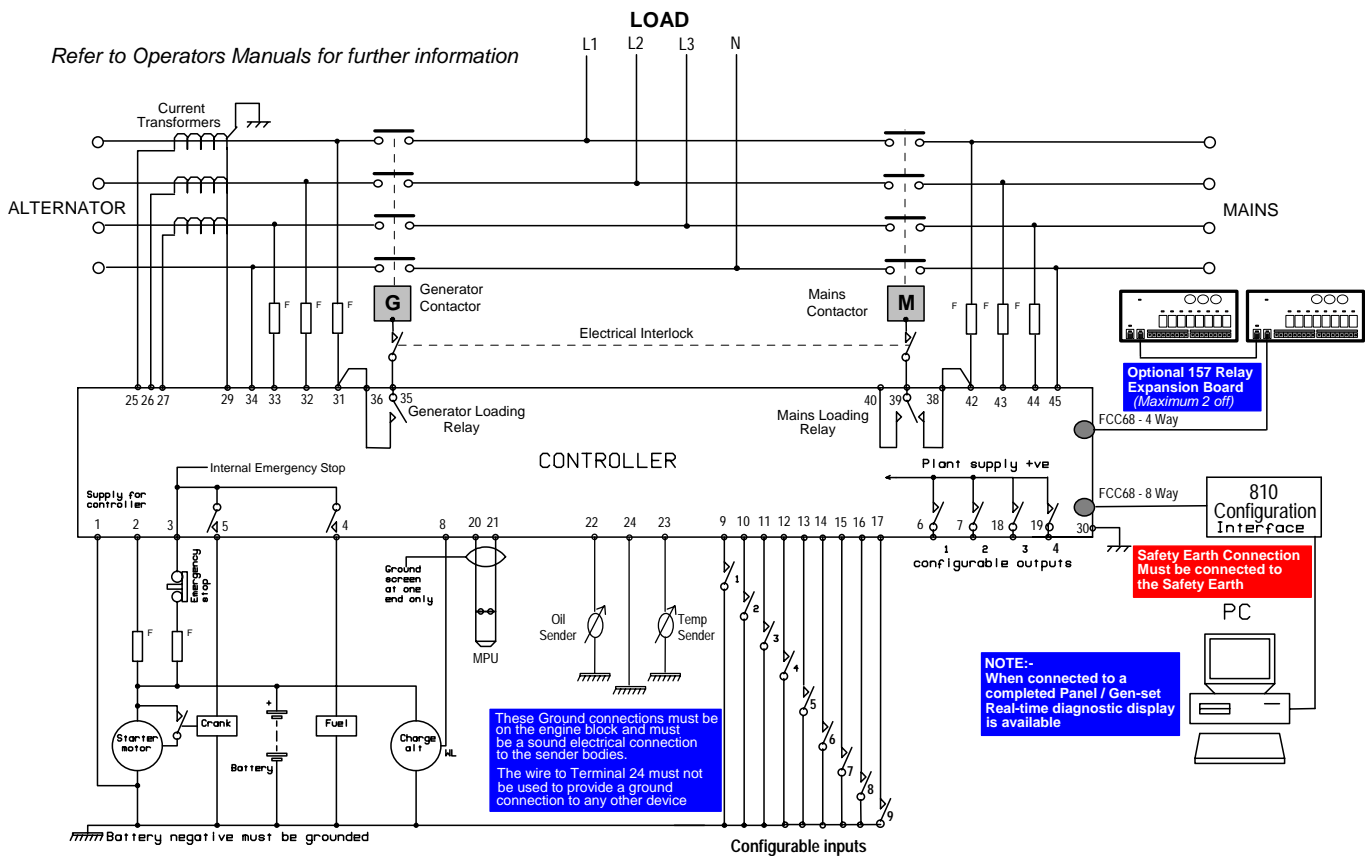 LOAD
Refer to Operators Manuals for further information
L1 L2 L3 N
Current
Transformers
ALTERNATOR
MAINS
F F F
G
Generator
Contactor
Mains
Contactor
M
F F F
Electrical Interlock
Optional 157 Relay
Expansion Board
(Maximum 2 off)
25 26 27 29 34 33 32 31 36 35 40 39 38 42 43 44 45
Generator Loading
Relay
Mains Loading
Relay
FCC68 - 4 Way
CONTROLLER
Internal Emergency Stop
Plant supply +ve
Supply for
controller
FCC68 - 8 Way
810
Configuration
Interface
1 2 3 5 4 8 20 21 22 24 23 9 10 11 12 13 14 15 16 17 6 7 18 19 30
1 2 3 4
configurable outputs
Emergency
stop
Ground
screen
at one
end only
Safety Earth Connection
Must be connected to
the Safety Earth
PC
F F
MPU
Oil
Sender
Temp
Sender
1
2
3
4
5
6
7
8
9
NOTE:-
When connected to a
completed Panel / Gen-set
Real-time diagnostic display
is available
Starter
motor
Crank
+
-
Battery
Fuel
Charge
alt
WL
These Ground connections must be
on the engine block and must
be a sound electrical connection
to the sender bodies.
The wire to Terminal 24 must not
be used to provide a ground
connection to any other device
Battery negative must be grounded
Configurable inputs